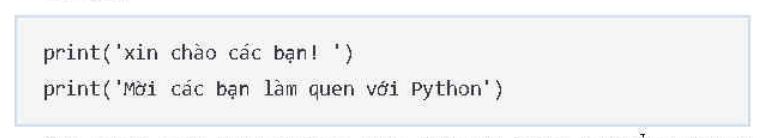 print('xin chào các bạn! ')
print('Mời các bạn làm quen với Python')